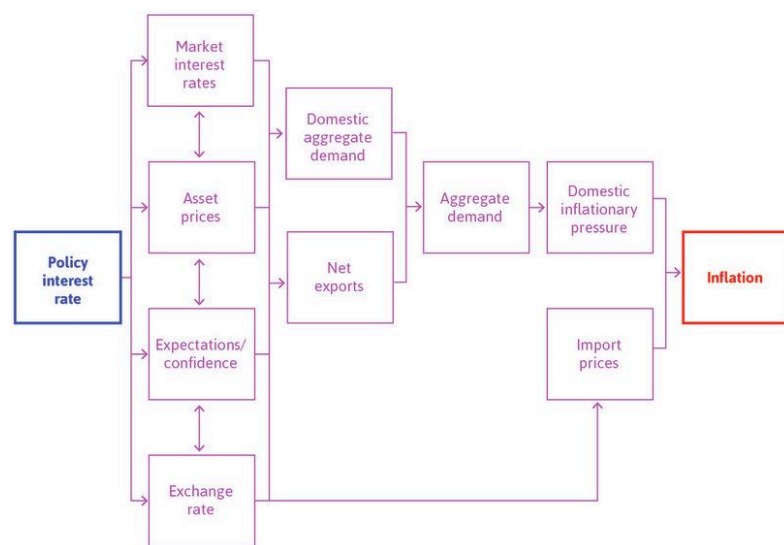 Market
interest
rates
Domestic
aggregate
demand
Asset
prices
Aggregate
demand
Domestic
inflationary
pressure
Policy
interest
rate
Net
exports
Inflation
Expectations/
confidence
Import
prices
Exchange
rate